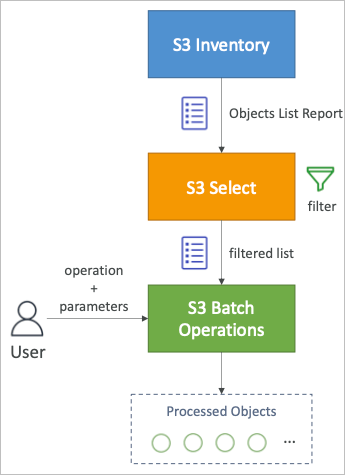 S3 Inventory
Objects List Report
S3 Select
filter
filtered list
operation
+
parameters
S3 Batch
Operations
User
Processed Objects
...